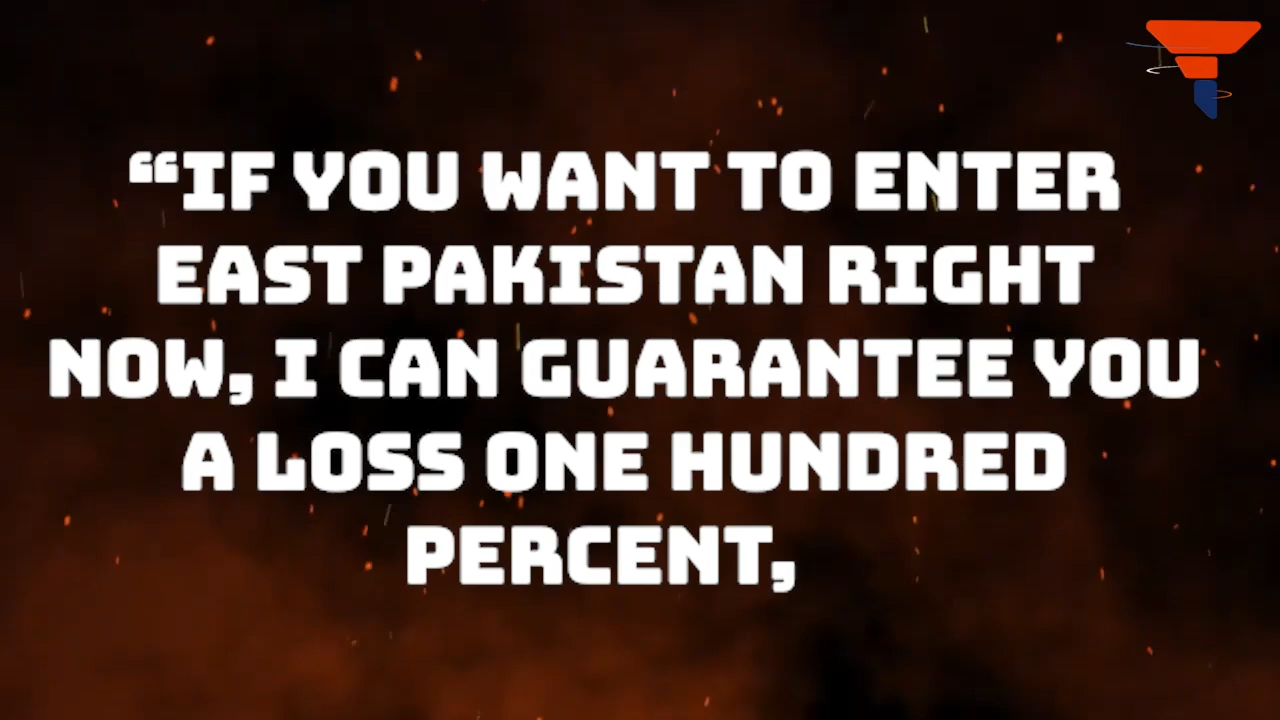 “IF YOU WANT TO ENTER
EAST PAKISTAN RIGHT
NOW, I CAN GUARANTEE YOU
A LOSS ONE HUNDRED
PERCENT,